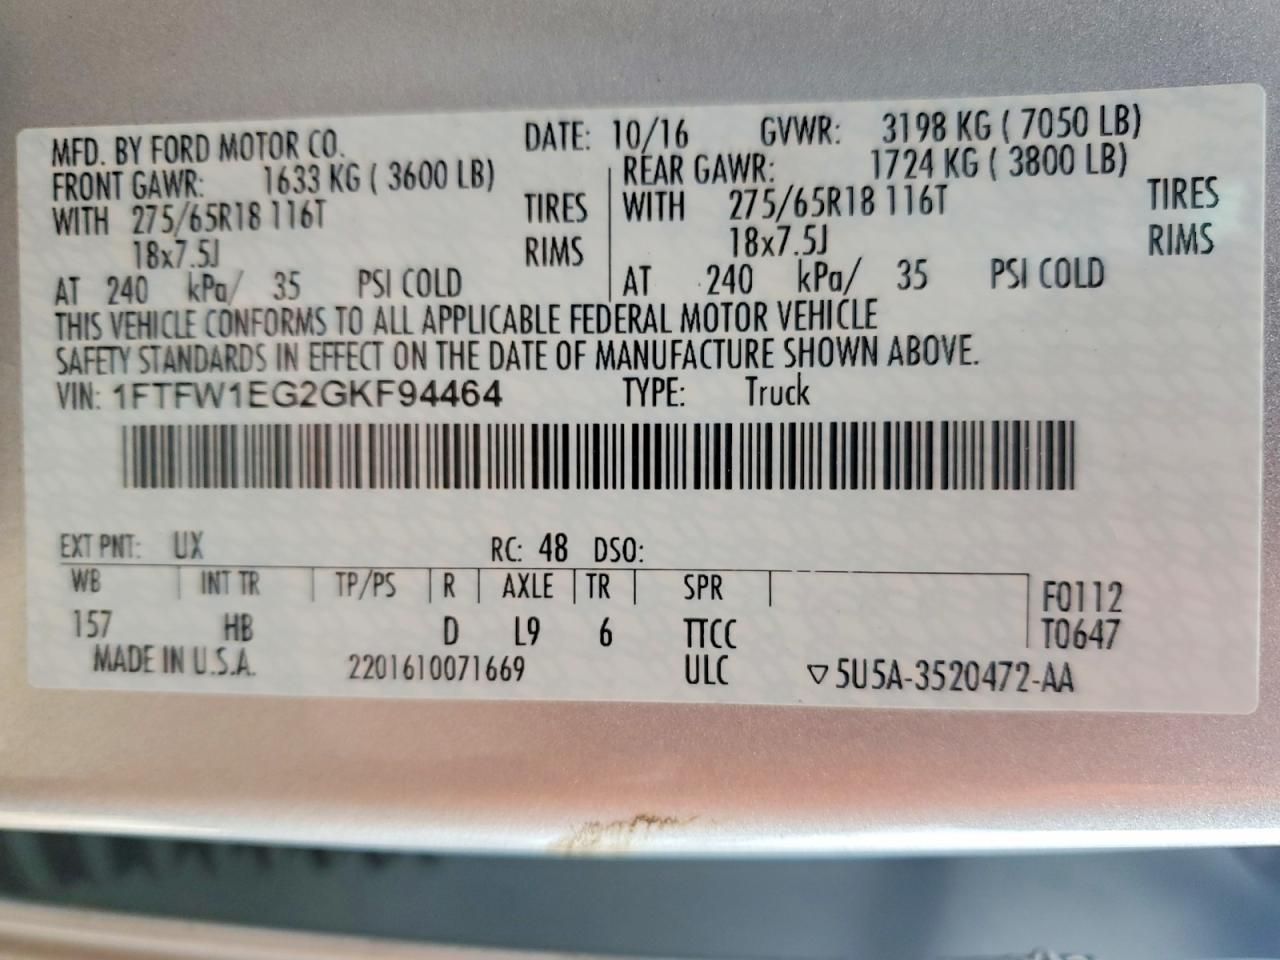 MFD. BY FORD MOTOR CO. DATE: 10/16 GVWR: 3198 KG ( 7050 LB)
FRONT GAWR: 1633 KG ( 3600 LB) REAR GAWR: 1724 KG ( 3800 LB)
WITH 275/65R18 116T TIRES WITH 275/65R18 116T TIRES
18x7.5J RIMS 18x7.5J RIMS
AT 240 kPa/ 35 PSI COLD AT 240 kPa/ 35 PSI COLD
THIS VEHICLE CONFORMS TO ALL APPLICABLE FEDERAL MOTOR VEHICLE
SAFETY STANDARDS IN EFFECT ON THE DATE OF MANUFACTURE SHOWN ABOVE.
VIN: 1FTFW1EG2GKF94464 TYPE: Truck
EXT PNT: UX RC: 48 DSO:
WB INT TR TP/PS R AXLE TR SPR F0112
157 HB D L9 6 TTCC T0647
MADE IN U.S.A. 2201610071669 ULC ▽5U5A-3520472-AA